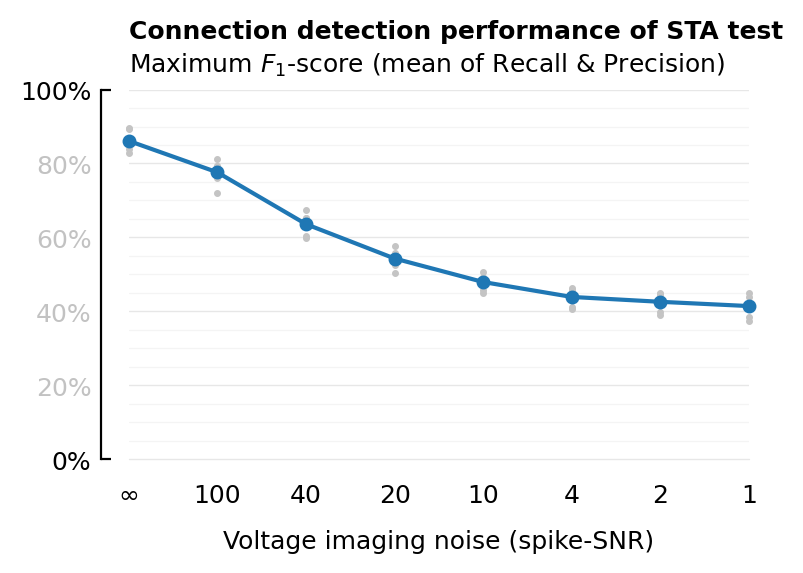 Connection detection performance of STA test
Maximum F₁-score (mean of Recall & Precision)
100%
80%
60%
40%
20%
0%
∞ 100 40 20 10 4 2 1
Voltage imaging noise (spike-SNR)